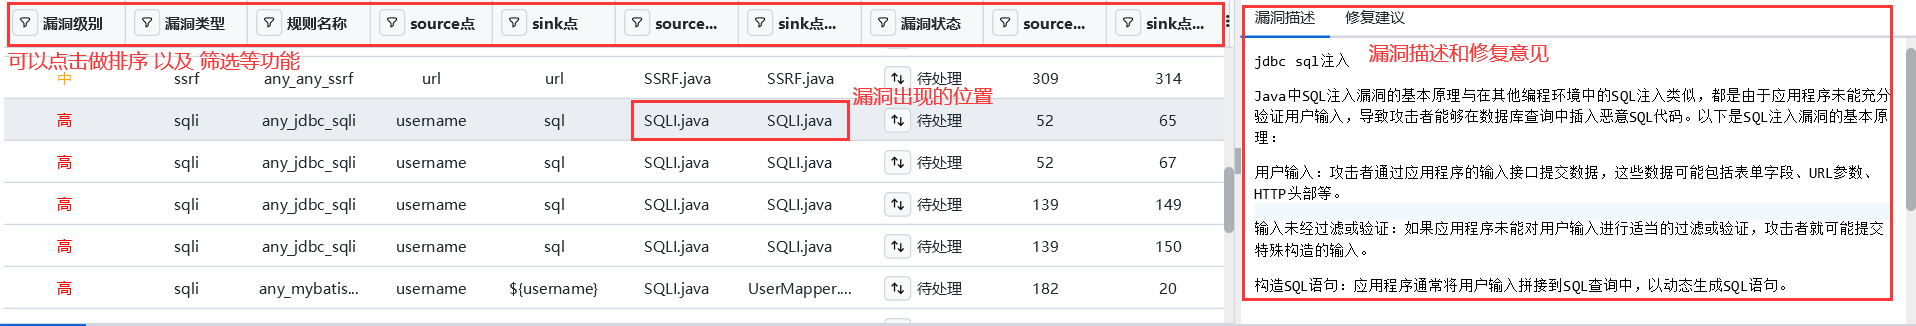 漏洞级别 漏洞类型 规则名称 source点 sink点 source... sink点... 漏洞状态 source... sink点...
可以点击做排序 以及 筛选等功能
中 ssrf any_any_ssrf url url SSRF.java SSRF.java 待处理 309 314
漏洞出现的位置
高 sqli any_jdbc_sqli username sql SQLI.java SQLI.java 待处理 52 65
高 sqli any_jdbc_sqli username sql SQLI.java SQLI.java 待处理 52 67
高 sqli any_jdbc_sqli username sql SQLI.java SQLI.java 待处理 139 149
高 sqli any_jdbc_sqli username sql SQLI.java SQLI.java 待处理 139 150
高 sqli any_mybatis... username ${username} SQLI.java UserMapper.... 待处理 182 20
漏洞描述 修复建议
漏洞描述和修复意见
jdbc sql注入
Java中SQL注入漏洞的基本原理与在其他编程环境中的SQL注入类似，都是由于应用程序未能充分
验证用户输入，导致攻击者能够在数据库查询中插入恶意SQL代码。以下是SQL注入漏洞的基本原
理：
用户输入：攻击者通过应用程序的输入接口提交数据，这些数据可能包括表单字段、URL参数、
HTTP头部等。
输入未经过滤或验证：如果应用程序未能对用户输入进行适当的过滤或验证，攻击者就可能提交
特殊构造的输入。
构造SQL语句：应用程序通常将用户输入拼接到SQL查询中，以动态生成SQL语句。